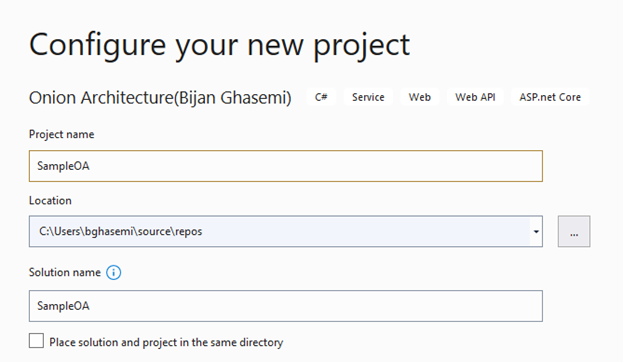 Configure your new project
Onion Architecture(Bijan Ghasemi) C# Service Web Web API ASP.net Core
Project name
SampleOA
Location
C:\Users\bghasemi\source\repos ...
Solution name
SampleOA
Place solution and project in the same directory